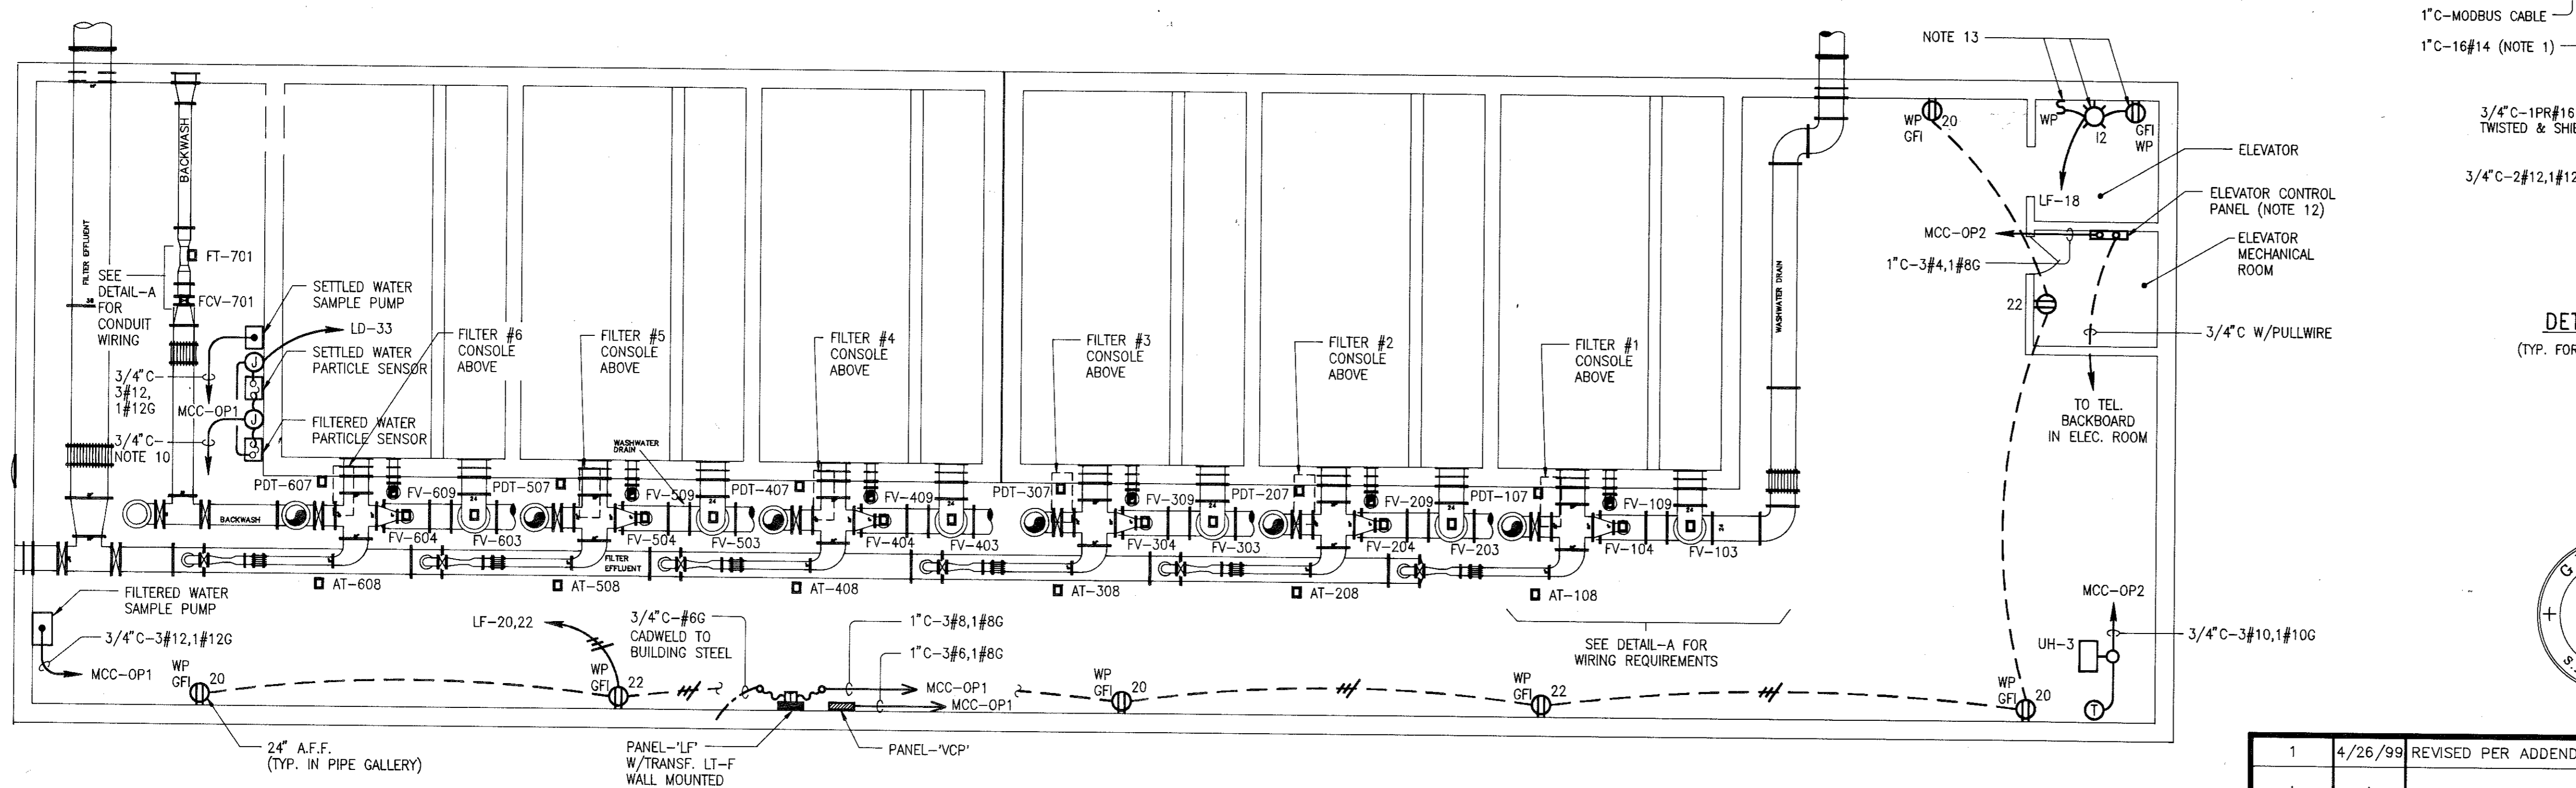 1"C-MODBUS CABLE
1"C-16#14 (NOTE 1)
NOTE 13
3/4"C-1PR#16
TWISTED & SHIE
3/4"C-2#12,1#12
WP
GFI
20
WP
12
GFI
WP
ELEVATOR
LF-18
ELEVATOR CONTROL
PANEL (NOTE 12)
MCC-OP2
1"C-3#4,1#8G
ELEVATOR
MECHANICAL
ROOM
22
3/4"C W/PULLWIRE
DET
(TYP. FOR
TO TEL.
BACKBOARD
IN ELEC. ROOM
BACKWASH
FILTER EFFLUENT
FT-701
SEE
DETAIL-A
FOR
CONDUIT
WIRING
FCV-701
SETTLED WATER
SAMPLE PUMP
LD-33
J
SETTLED WATER
PARTICLE SENSOR
3/4"C-
3#12,
1#12G
MCC-OP1
J
FILTERED WATER
PARTICLE SENSOR
3/4"C-
NOTE 10
FILTER #6
CONSOLE
ABOVE
FILTER #5
CONSOLE
ABOVE
FILTER #4
CONSOLE
ABOVE
FILTER #3
CONSOLE
ABOVE
FILTER #2
CONSOLE
ABOVE
FILTER #1
CONSOLE
ABOVE
WASHWATER DRAIN
WASHWATER
DRAIN
PDT-607
FV-609
PDT-507
FV-509
PDT-407
FV-409
PDT-307
FV-309
PDT-207
FV-209
PDT-107
FV-109
24
24
24
24
24
24
24
BACKWASH
FV-604
FV-603
FV-504
FV-503
FV-404
FV-403
FV-304
FV-303
FV-204
FV-203
FV-104
FV-103
FILTER
EFFLUENT
AT-608
AT-508
AT-408
AT-308
AT-208
AT-108
FILTERED WATER
SAMPLE PUMP
3/4"C-3#12,1#12G
MCC-OP1
LF-20,22
3/4"C-#6G
CADWELD TO
BUILDING STEEL
1"C-3#8,1#8G
1"C-3#6,1#8G
MCC-OP1
MCC-OP1
SEE DETAIL-A FOR
WIRING REQUIREMENTS
MCC-OP2
UH-3
3/4"C-3#10,1#10G
T
WP
GFI
20
WP
GFI
22
WP
GFI
20
WP
GFI
22
WP
GFI
20
24" A.F.F.
(TYP. IN PIPE GALLERY)
PANEL-'LF'
W/TRANSF. LT-F
WALL MOUNTED
PANEL-'VCP'
1
4/26/99
REVISED PER ADDEND